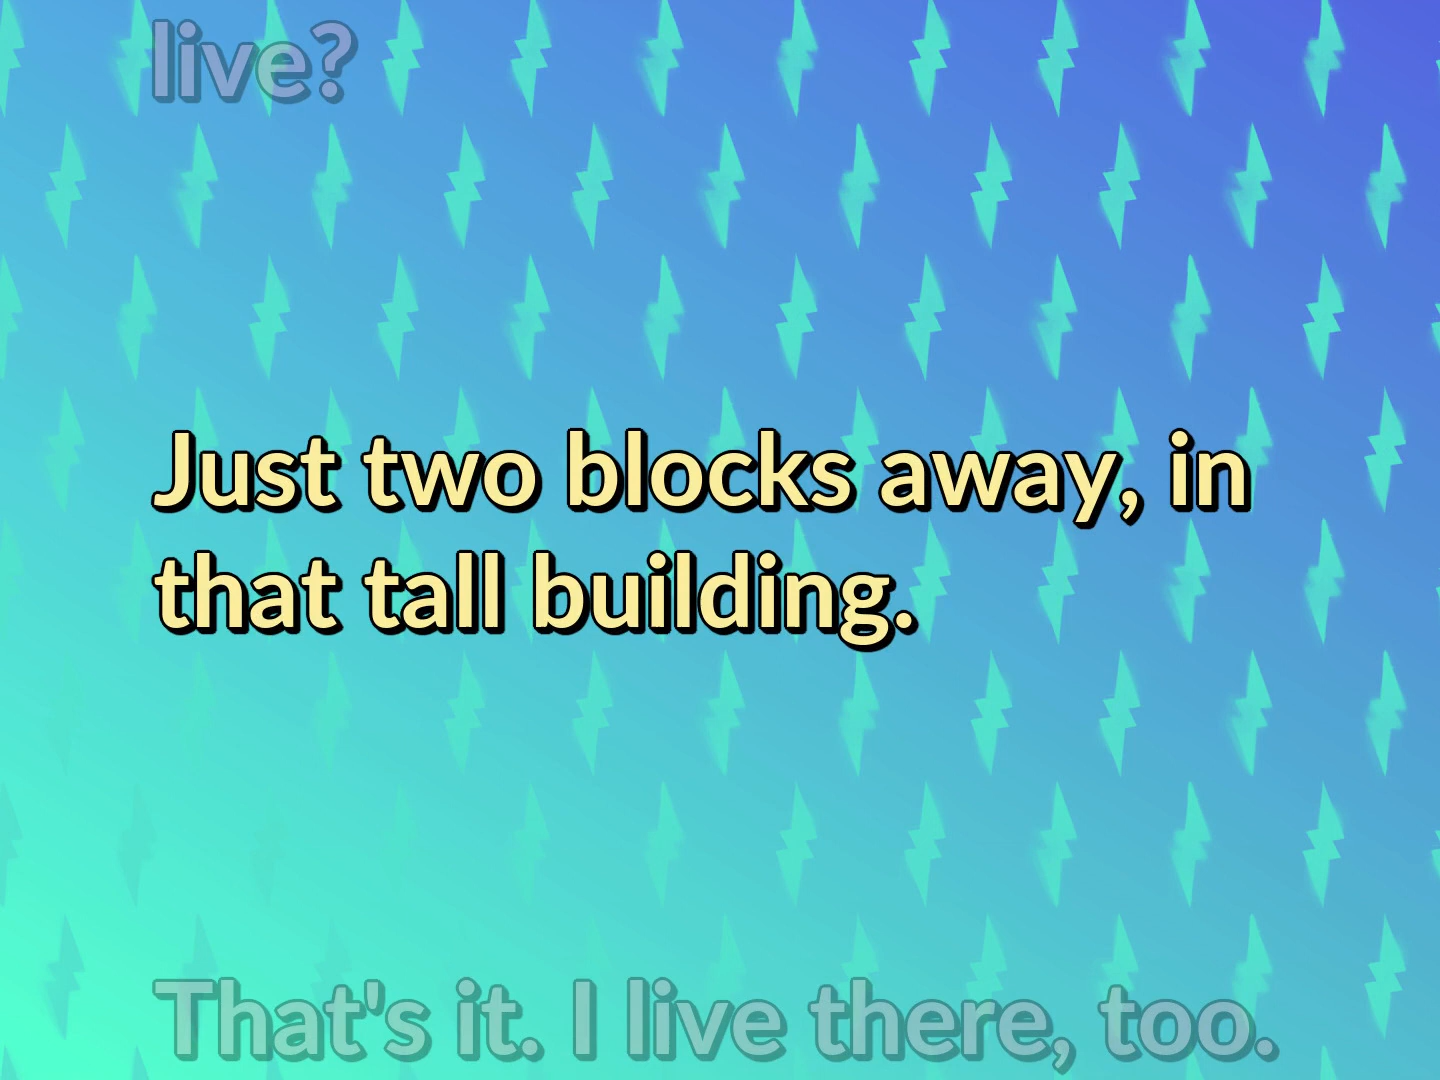 live?
Just two blocks away, in
that tall building.
That's it. I live there, too.